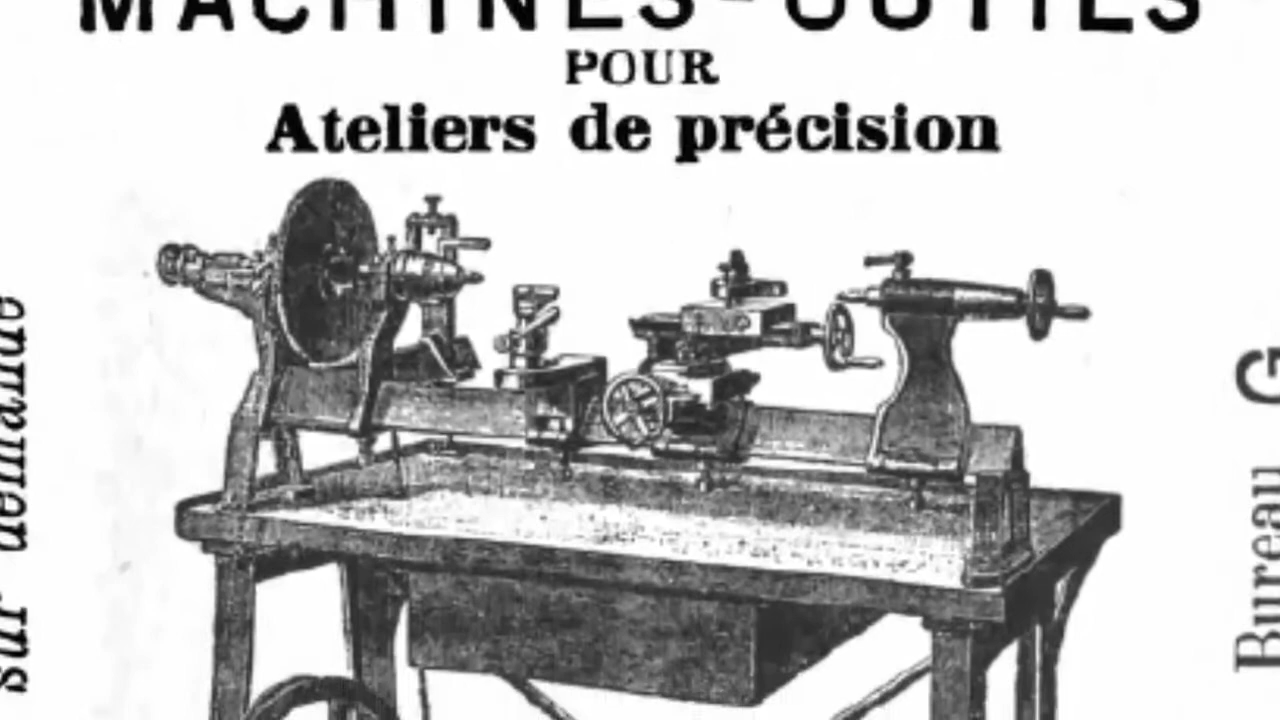 MACHINES-OUTILS
POUR
Ateliers de précision
sur demande
Bureau G